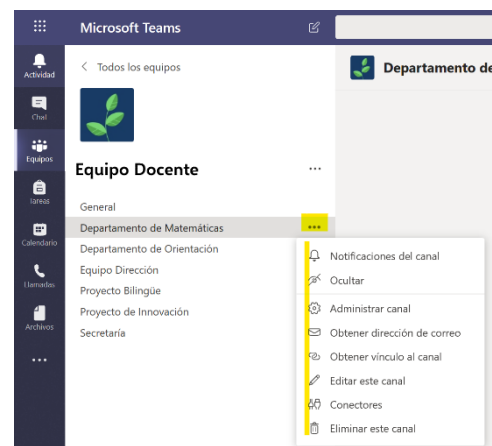 Microsoft Teams
Actividad
Chat
Equipos
Tareas
Calendario
Llamadas
Archivos
Todos los equipos
Equipo Docente
General
Departamento de Matemáticas
Departamento de Orientación
Equipo Dirección
Proyecto Bilingüe
Proyecto de Innovación
Secretaría
Departamento de
Notificaciones del canal
Ocultar
Administrar canal
Obtener dirección de correo
Obtener vínculo al canal
Editar este canal
Conectores
Eliminar este canal